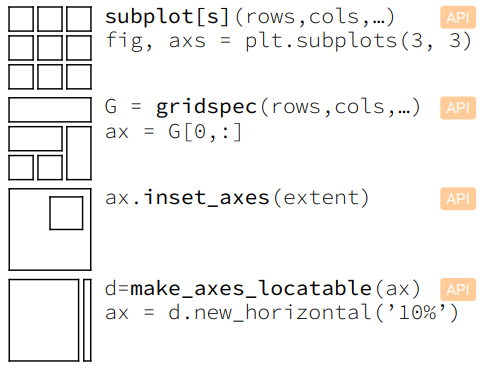 subplot[s](rows,cols,…) API
fig, axs = plt.subplots(3, 3)
G = gridspec(rows,cols,…) API
ax = G[0,:]
ax.inset_axes(extent) API
d=make_axes_locatable(ax) API
ax = d.new_horizontal(’10%’)